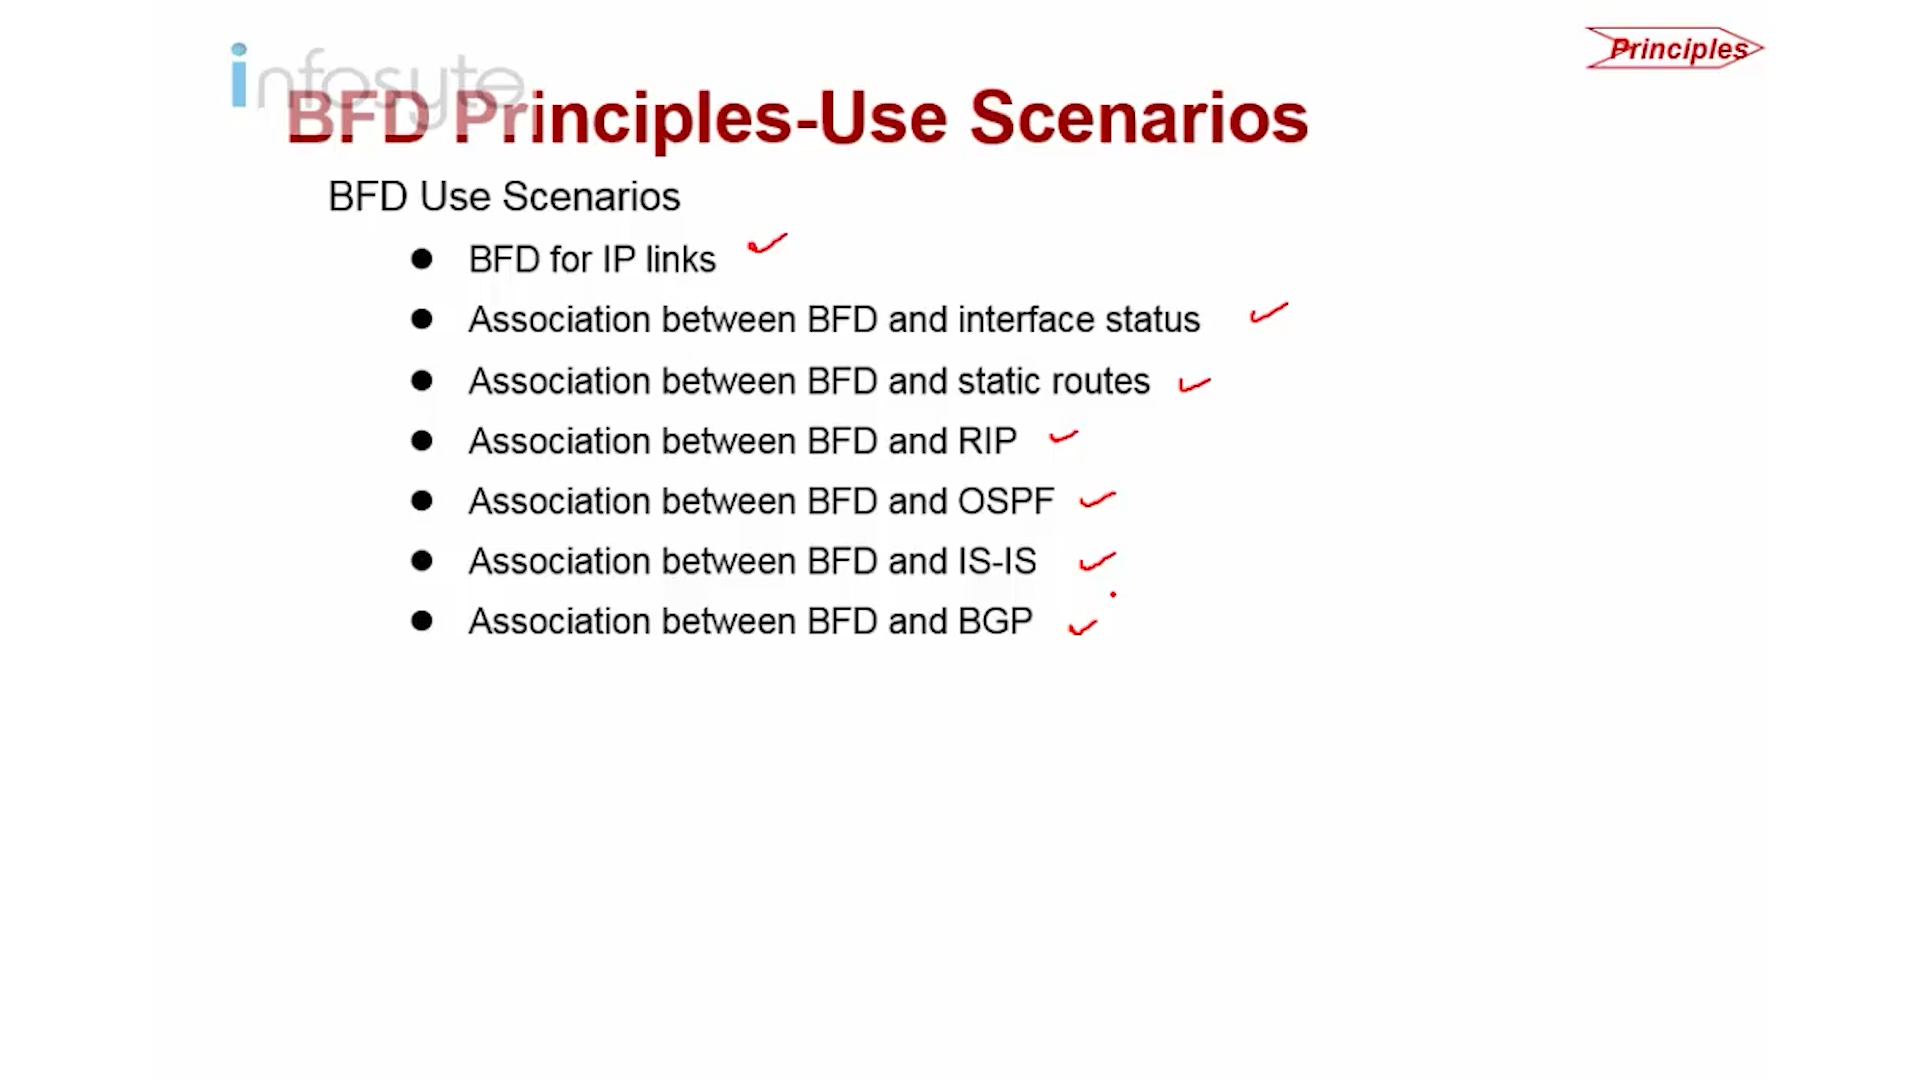 Principles
infosyte
BFD Principles-Use Scenarios
BFD Use Scenarios
● BFD for IP links
● Association between BFD and interface status
● Association between BFD and static routes
● Association between BFD and RIP
● Association between BFD and OSPF
● Association between BFD and IS-IS
● Association between BFD and BGP